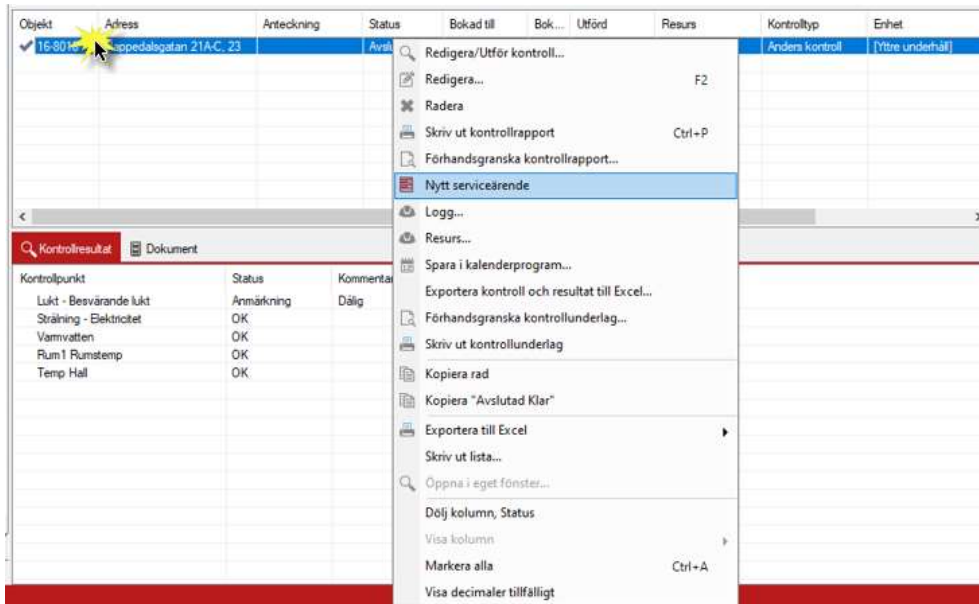 Objekt Adress Anteckning Status Bokad till Bok... Utförd Resurs Kontrolltyp Enhet
16-801 appedalsgatan 21A-C, 23 Avslu Anders kontroll [Yttre underhåll]
Redigera/Utför kontroll...
Redigera... F2
Radera
Skriv ut kontrollrapport Ctrl+P
Förhandsgranska kontrollrapport...
Nytt serviceärende
Logg...
Resurs...
Spara i kalenderprogram...
Exportera kontroll och resultat till Excel...
Förhandsgranska kontrollunderlag...
Skriv ut kontrollunderlag
Kopiera rad
Kopiera "Avslutad Klar"
Exportera till Excel
Skriv ut lista...
Öppna i eget fönster...
Dölj kolumn, Status
Visa kolumn
Markera alla Ctrl+A
Visa decimaler tillfälligt
Kontrollresultat Dokument
Kontrollpunkt Status Kommentar
Lukt - Besvärande lukt Anmärkning Dålig
Strålning - Elektricitet OK
Varmvatten OK
Rum1 Rumstemp OK
Temp Hall OK